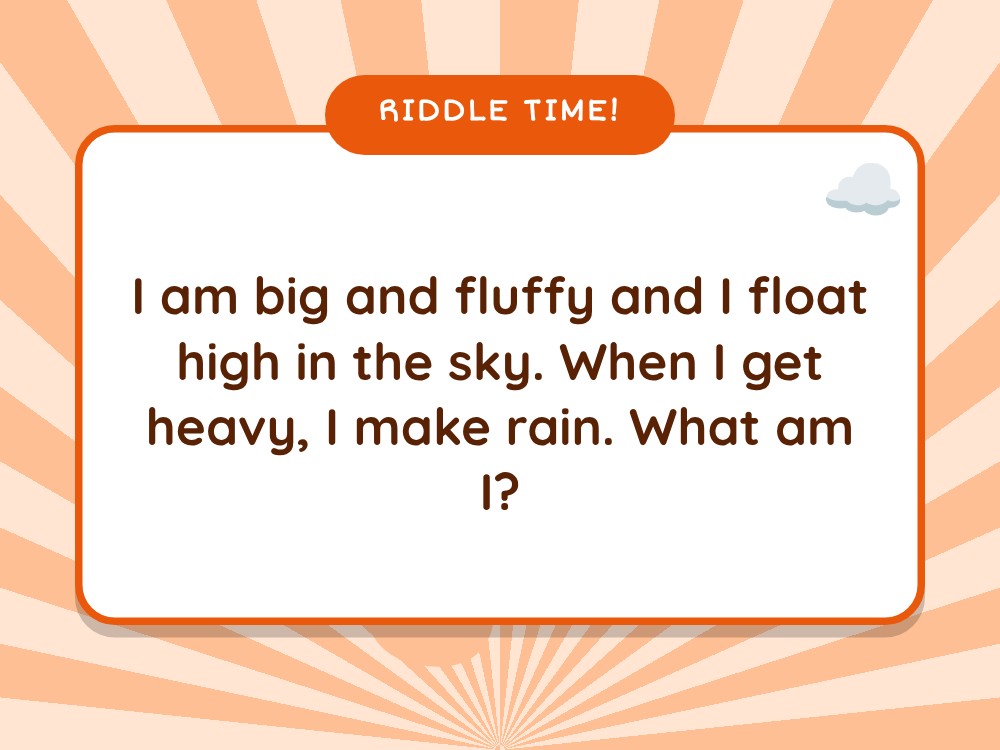 RIDDLE TIME!
I am big and fluffy and I float
high in the sky. When I get
heavy, I make rain. What am
I?